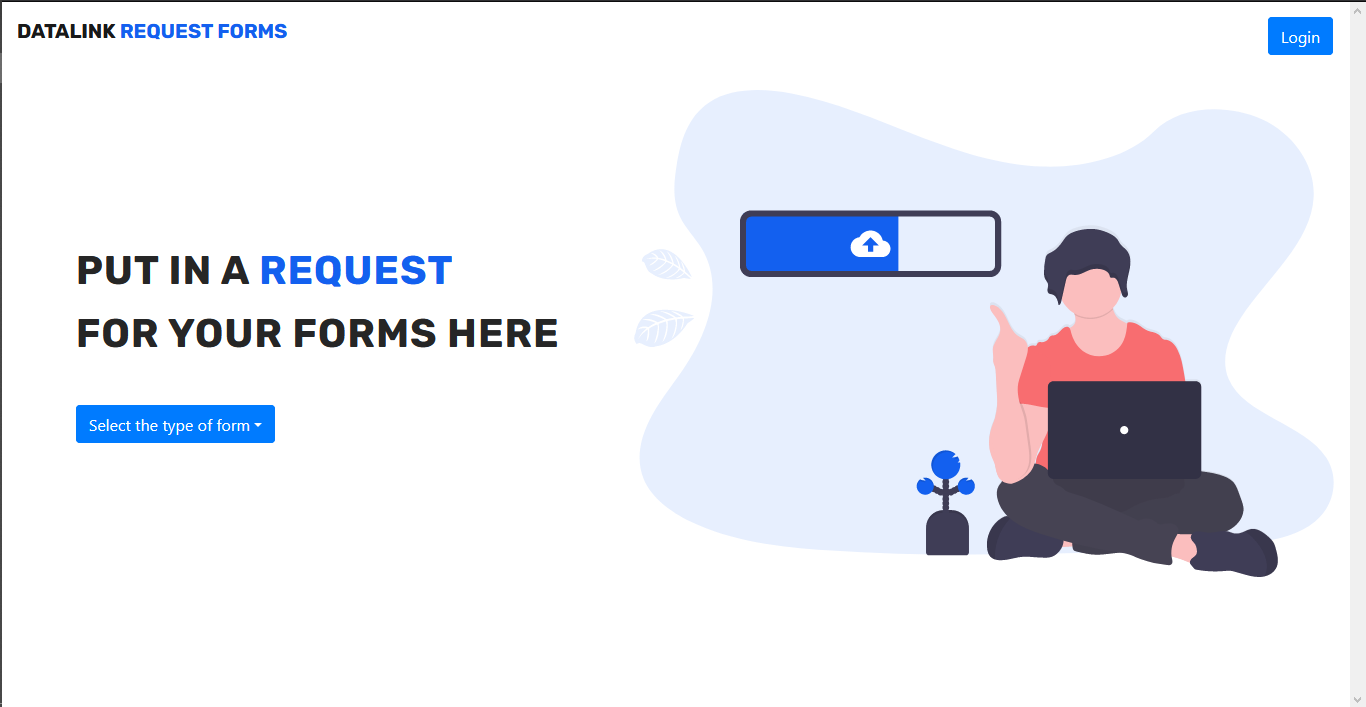 DATALINK REQUEST FORMS
Login
PUT IN A REQUEST
FOR YOUR FORMS HERE
Select the type of form